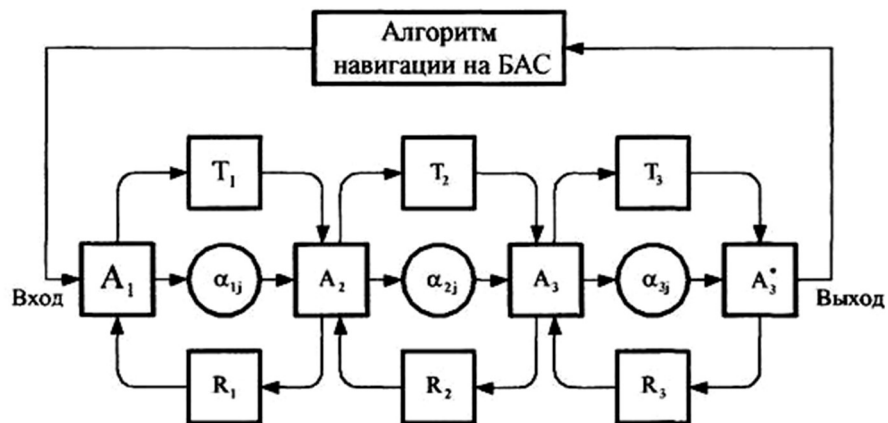 Алгоритм
навигации на БАС
T₁
T₂
T₃
A₁
α₁ⱼ
A₂
α₂ⱼ
A₃
α₃ⱼ
A₃*
Вход
Выход
R₁
R₂
R₃